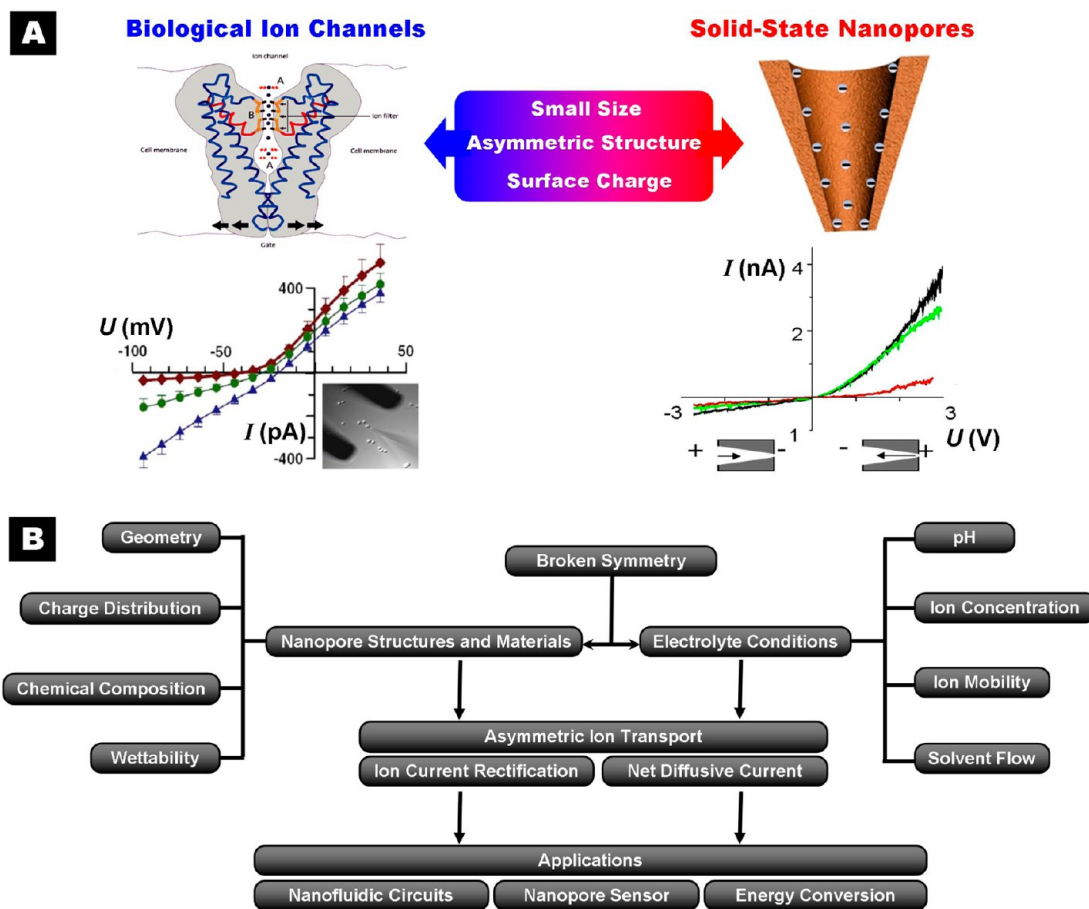 A
Biological Ion Channels
Solid-State Nanopores
Ion channel
A
B
Ion filter
Cell membrane
Cell membrane
A
Gate
Small Size
Asymmetric Structure
Surface Charge
400
U (mV)
-100
-50
50
I (pA)
-400
I (nA)
4
2
-3
3
1
U (V)
+
-
-
+
B
Geometry
Charge Distribution
Chemical Composition
Wettability
Broken Symmetry
Nanopore Structures and Materials
Electrolyte Conditions
pH
Ion Concentration
Ion Mobility
Solvent Flow
Asymmetric Ion Transport
Ion Current Rectification
Net Diffusive Current
Applications
Nanofluidic Circuits
Nanopore Sensor
Energy Conversion